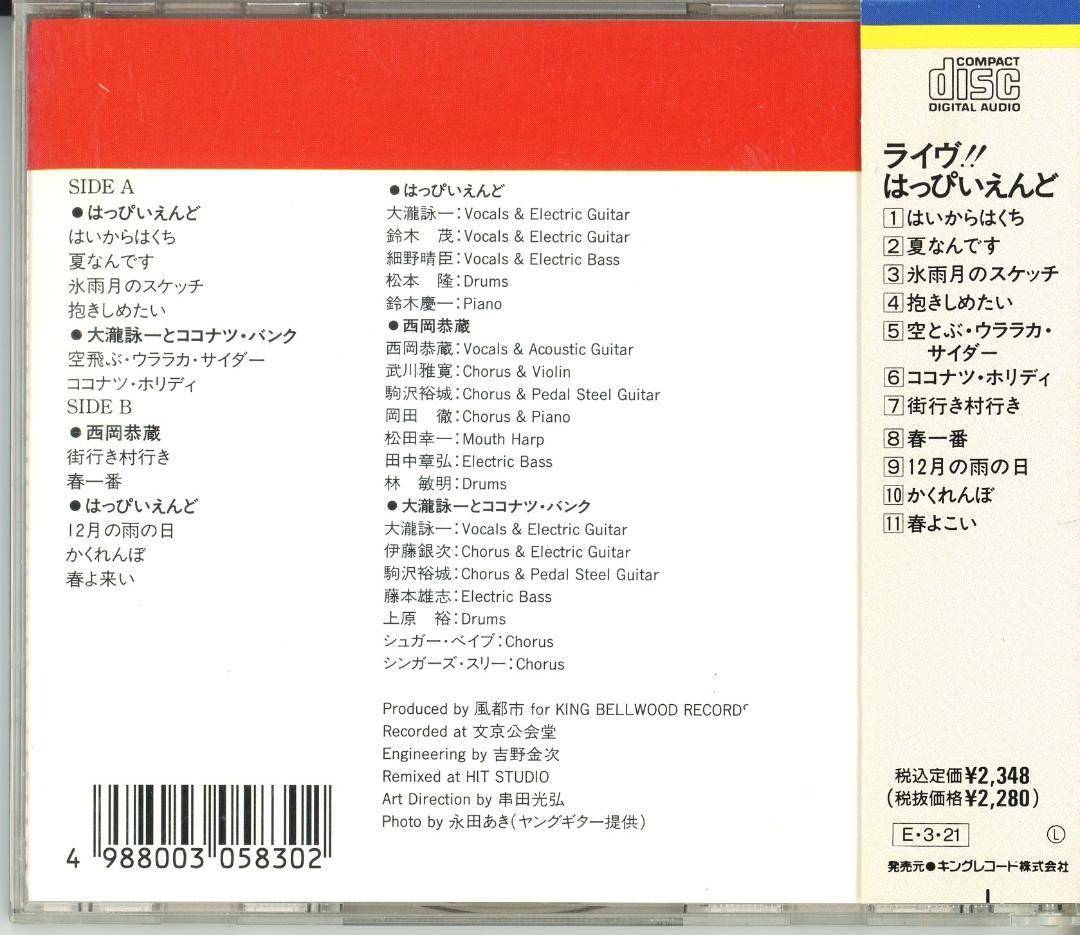 SIDE A
●はっぴいえんど
はいからはくち
夏なんです
氷雨月のスケッチ
抱きしめたい
●大瀧詠一とココナツ・バンク
空飛ぶ・ウララカ・サイダー
ココナツ・ホリディ
SIDE B
●西岡恭蔵
街行き村行き
春一番
●はっぴいえんど
12月の雨の日
かくれんぼ
春よ来い
4 988003 058302
●はっぴいえんど
大瀧詠一:Vocals & Electric Guitar
鈴木 茂:Vocals & Electric Guitar
細野晴臣:Vocals & Electric Bass
松本 隆:Drums
鈴木慶一:Piano
●西岡恭蔵
西岡恭蔵:Vocals & Acoustic Guitar
武川雅寛:Chorus & Violin
駒沢裕城:Chorus & Pedal Steel Guitar
岡田 徹:Chorus & Piano
松田幸一:Mouth Harp
田中章弘:Electric Bass
林 敏明:Drums
●大瀧詠一とココナツ・バンク
大瀧詠一:Vocals & Electric Guitar
伊藤銀次:Chorus & Electric Guitar
駒沢裕城:Chorus & Pedal Steel Guitar
藤本雄志:Electric Bass
上原 裕:Drums
シュガー・ベイブ:Chorus
シンガーズ・スリー:Chorus
Produced by 風都市 for KING BELLWOOD RECORDS
Recorded at 文京公会堂
Engineering by 吉野金次
Remixed at HIT STUDIO
Art Direction by 串田光弘
Photo by 永田あき(ヤングギター提供)
COMPACT
disc
DIGITAL AUDIO
ライヴ!!
はっぴいえんど
1 はいからはくち
2 夏なんです
3 氷雨月のスケッチ
4 抱きしめたい
5 空とぶ・ウララカ・
サイダー
6 ココナツ・ホリディ
7 街行き村行き
8 春一番
9 12月の雨の日
10 かくれんぼ
11 春よこい
税込定価¥2,348
(税抜価格¥2,280)
E・3・21 Ⓛ
発売元●キングレコード株式会社